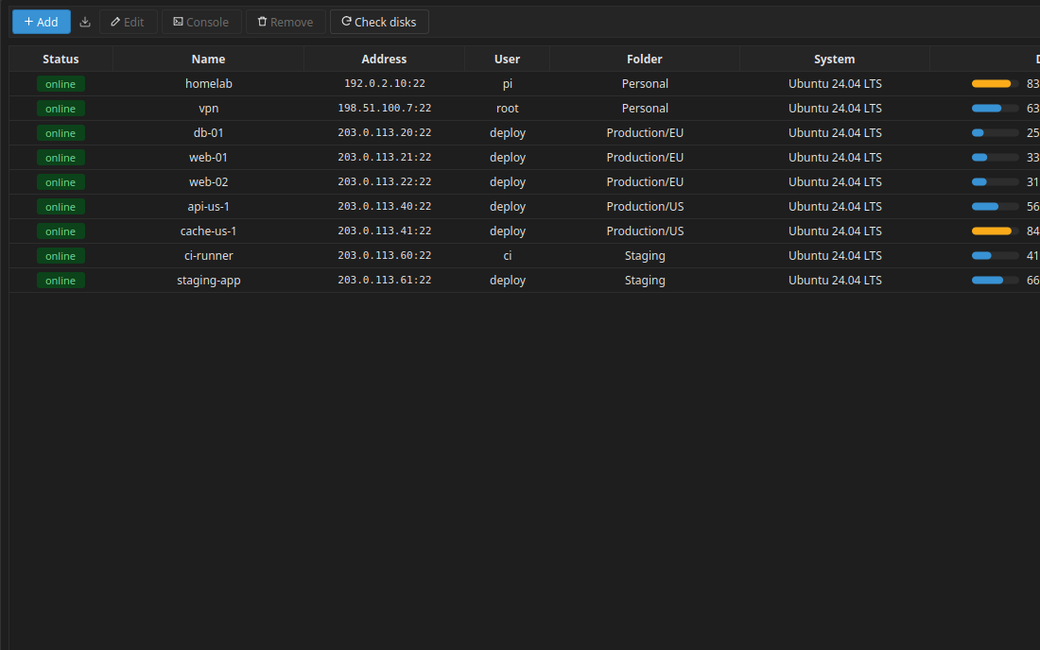 Add Edit Console Remove Check disks
Status Name Address User Folder System
online homelab 192.0.2.10:22 pi Personal Ubuntu 24.04 LTS 83
online vpn 198.51.100.7:22 root Personal Ubuntu 24.04 LTS 63
online db-01 203.0.113.20:22 deploy Production/EU Ubuntu 24.04 LTS 25
online web-01 203.0.113.21:22 deploy Production/EU Ubuntu 24.04 LTS 33
online web-02 203.0.113.22:22 deploy Production/EU Ubuntu 24.04 LTS 31
online api-us-1 203.0.113.40:22 deploy Production/US Ubuntu 24.04 LTS 56
online cache-us-1 203.0.113.41:22 deploy Production/US Ubuntu 24.04 LTS 84
online ci-runner 203.0.113.60:22 ci Staging Ubuntu 24.04 LTS 41
online staging-app 203.0.113.61:22 deploy Staging Ubuntu 24.04 LTS 66